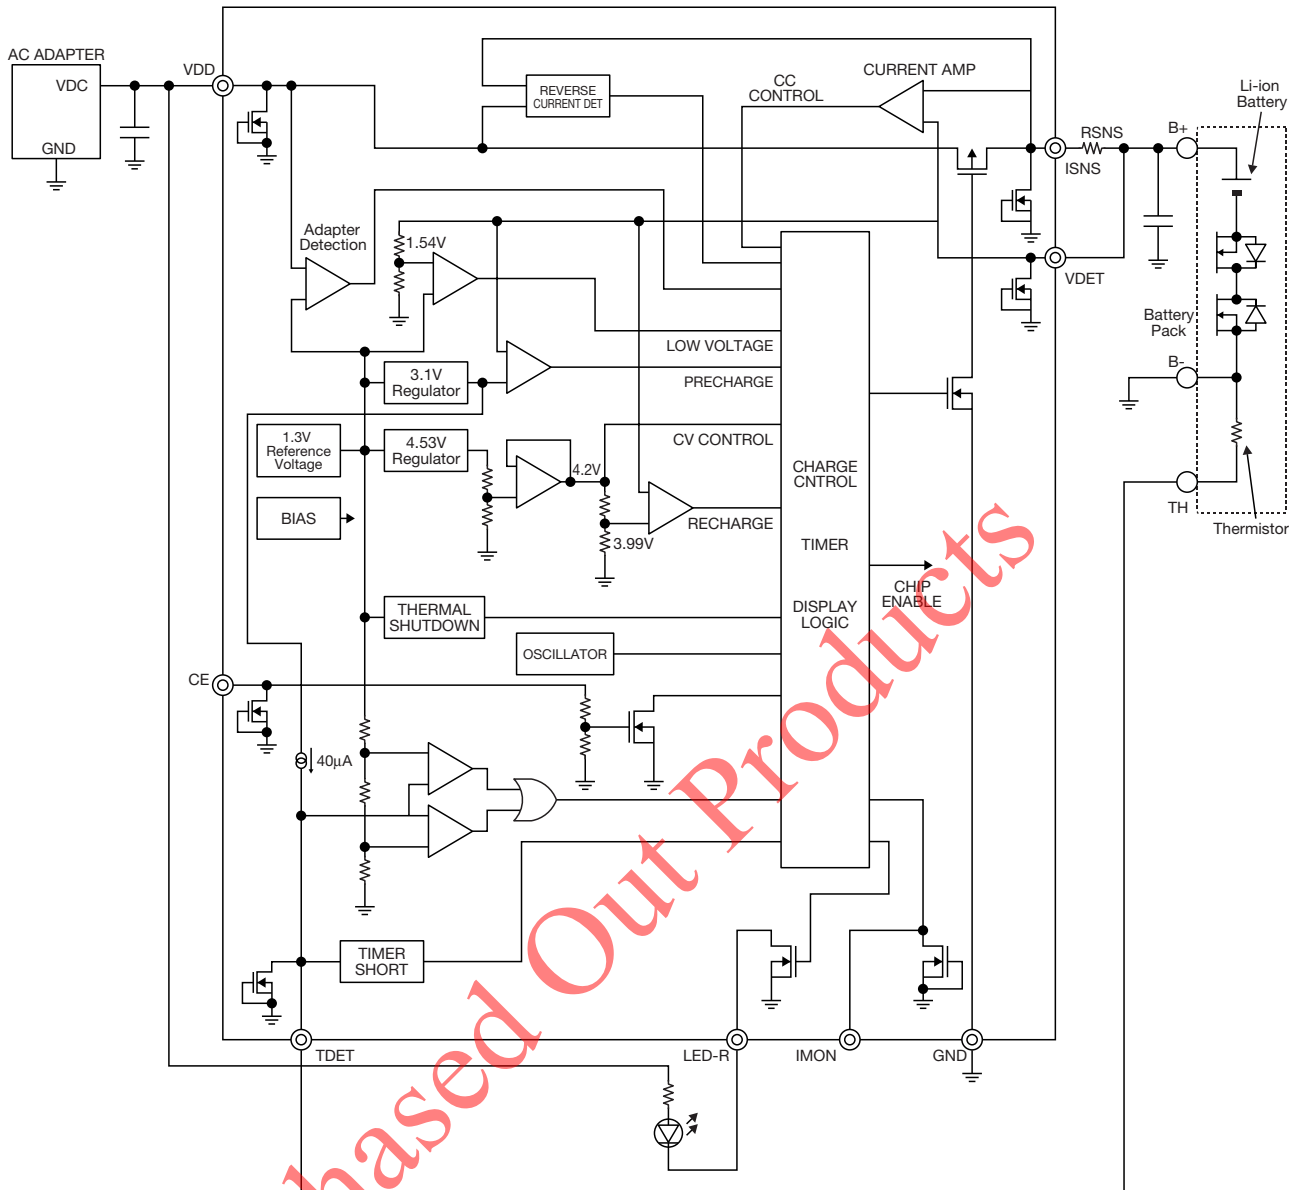 AC ADAPTER
VDC
GND
VDD
REVERSE
CURRENT DET
CC
CONTROL
CURRENT AMP
ISNS
RSNS
B+
Li-ion
Battery
Adapter
Detection
1.54V
VDET
Battery
Pack
B-
LOW VOLTAGE
3.1V
Regulator
PRECHARGE
1.3V
Reference
Voltage
4.53V
Regulator
4.2V
CV CONTROL
CHARGE
CNTROL
TH
Thermistor
BIAS
RECHARGE
3.99V
TIMER
CHIP
ENABLE
THERMAL
SHUTDOWN
DISPLAY
LOGIC
OSCILLATOR
CE
40μA
TIMER
SHORT
TDET
LED-R
IMON
GND
hased Out Products